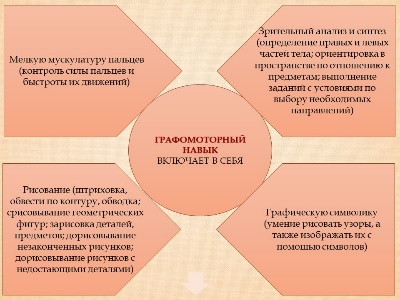 Мелкую мускулатуру пальцев
(контроль силы пальцев и
быстроты их движений)
Зрительный анализ и синтез
(определение правых и левых
частей тела; ориентировка в
пространстве по отношению к
предметам; выполнение
заданий с условиями по
выбору необходимых
направлений)
ГРАФОМОТОРНЫЙ
НАВЫК
ВКЛЮЧАЕТ В СЕБЯ
Рисование (штриховка,
обвести по контуру, обводка;
срисовывание геометрических
фигур; зарисовка деталей,
предметов; дорисовывание
незаконченных рисунков;
дорисовывание рисунков с
недостающими деталями)
Графическую символику
(умение рисовать узоры, а
также изображать их с
помощью символов)